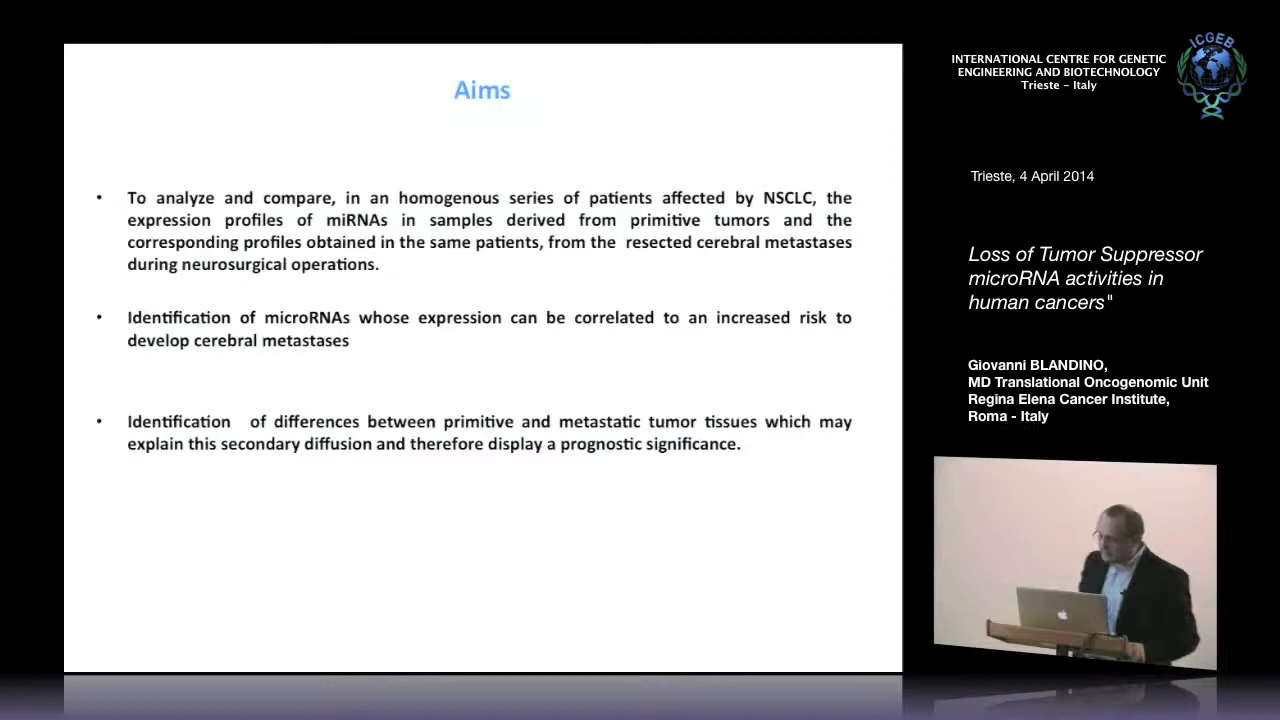 Aims
• To analyze and compare, in an homogenous series of patients affected by NSCLC, the
expression profiles of miRNAs in samples derived from primitive tumors and the
corresponding profiles obtained in the same patients, from the resected cerebral metastases
during neurosurgical operations.
• Identification of microRNAs whose expression can be correlated to an increased risk to
develop cerebral metastases
• Identification of differences between primitive and metastatic tumor tissues which may
explain this secondary diffusion and therefore display a prognostic significance.
INTERNATIONAL CENTRE FOR GENETIC
ENGINEERING AND BIOTECHNOLOGY
Trieste - Italy
ICGEB
Trieste, 4 April 2014
Loss of Tumor Suppressor
microRNA activities in
human cancers"
Giovanni BLANDINO,
MD Translational Oncogenomic Unit
Regina Elena Cancer Institute,
Roma - Italy